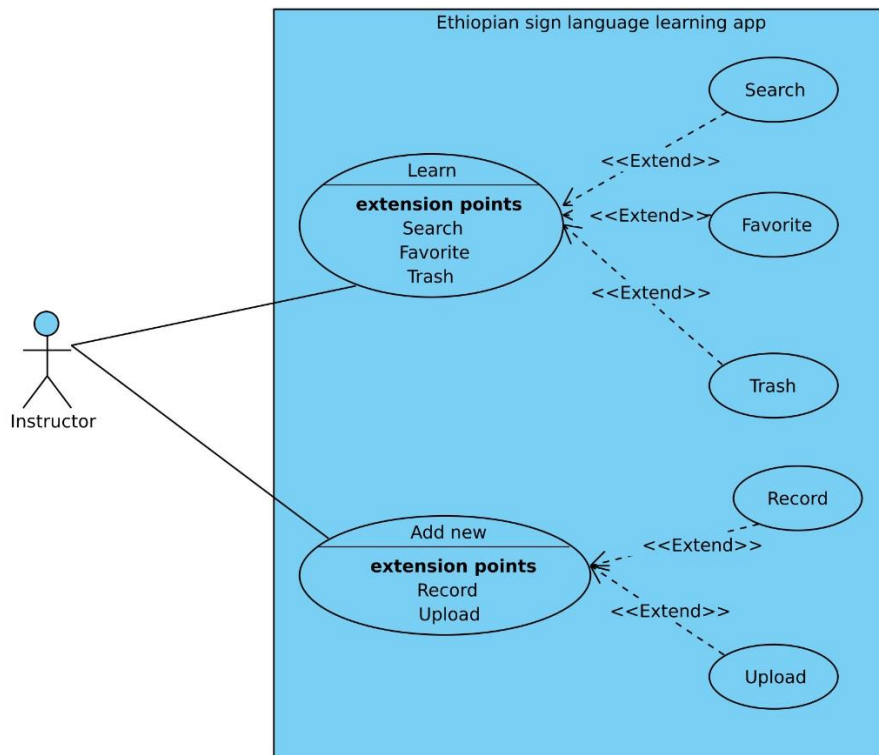 Ethiopian sign language learning app
Search
<<Extend>>
Learn
extension points
Search
Favorite
Trash
<<Extend>>
Favorite
<<Extend>>
Trash
Instructor
Record
Add new
extension points
Record
Upload
<<Extend>>
<<Extend>>
Upload